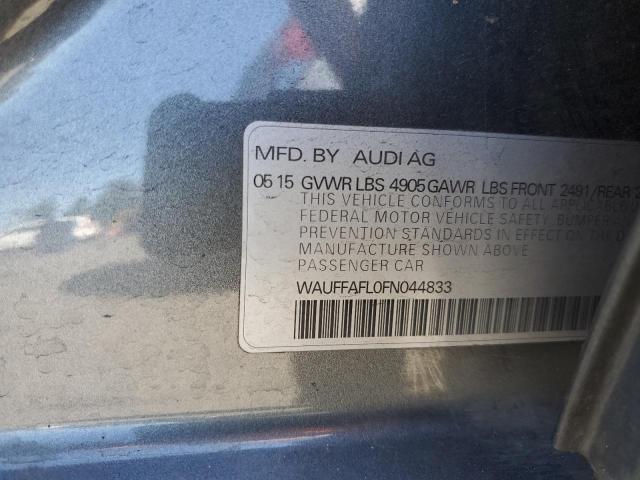 MFD. BY AUDI AG
05 15 GVWR LBS 4905 GAWR LBS FRONT 2491/REAR
THIS VEHICLE CONFORMS TO ALL APPLICABLE
FEDERAL MOTOR VEHICLE SAFETY, BUMPER
PREVENTION STANDARDS IN EFFECT ON THE D
MANUFACTURE SHOWN ABOVE.
PASSENGER CAR
WAUFFAFL0FN044833